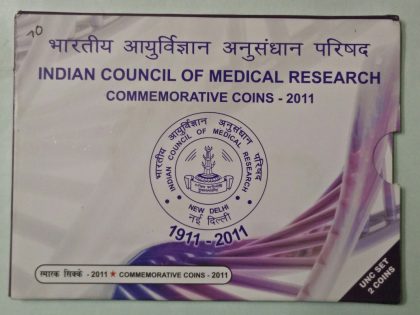 70
भारतीय आयुर्विज्ञान अनुसंधान परिषद
INDIAN COUNCIL OF MEDICAL RESEARCH
COMMEMORATIVE COINS - 2011
भारतीय आयुर्विज्ञान अनुसंधान परिषद
INDIAN COUNCIL OF MEDICAL RESEARCH
NEW DELHI
नई दिल्ली
1911 - 2011
स्मारक सिक्के - 2011 ★ COMMEMORATIVE COINS - 2011
UNC SET
2 COINS